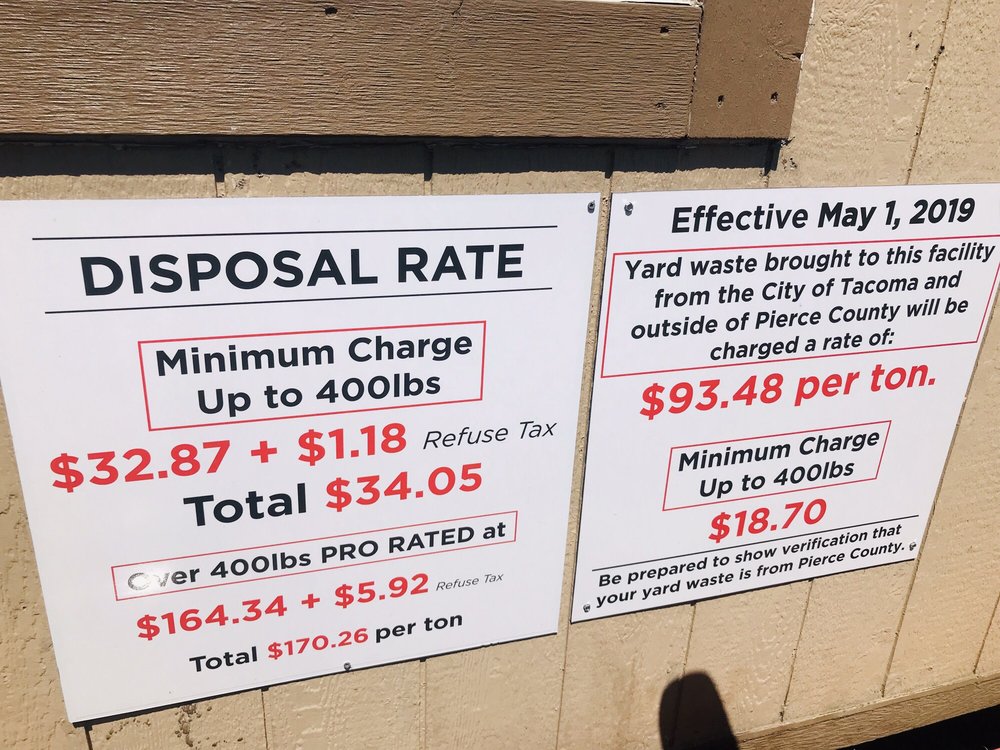 DISPOSAL RATE
Minimum Charge
Up to 400lbs
$32.87 + $1.18 Refuse Tax
Total $34.05
Over 400lbs PRO RATED at
$164.34 + $5.92 Refuse Tax
Total $170.26 per ton
Effective May 1, 2019
Yard waste brought to this facility
from the City of Tacoma and
outside of Pierce County will be
charged a rate of:
$93.48 per ton.
Minimum Charge
Up to 400lbs
$18.70
Be prepared to show verification that
your yard waste is from Pierce County.